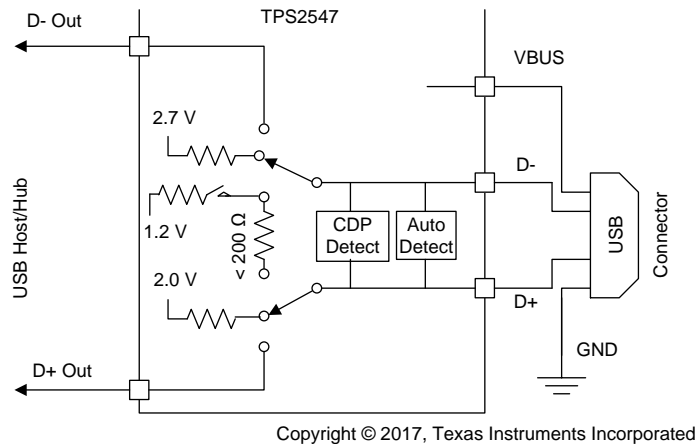 TPS2547
D- Out
VBUS
2.7 V
D-
1.2 V
< 200 Ω
CDP
Detect
Auto
Detect
USB Host/Hub
USB
Connector
2.0 V
D+
GND
D+ Out
Copyright © 2017, Texas Instruments Incorporated